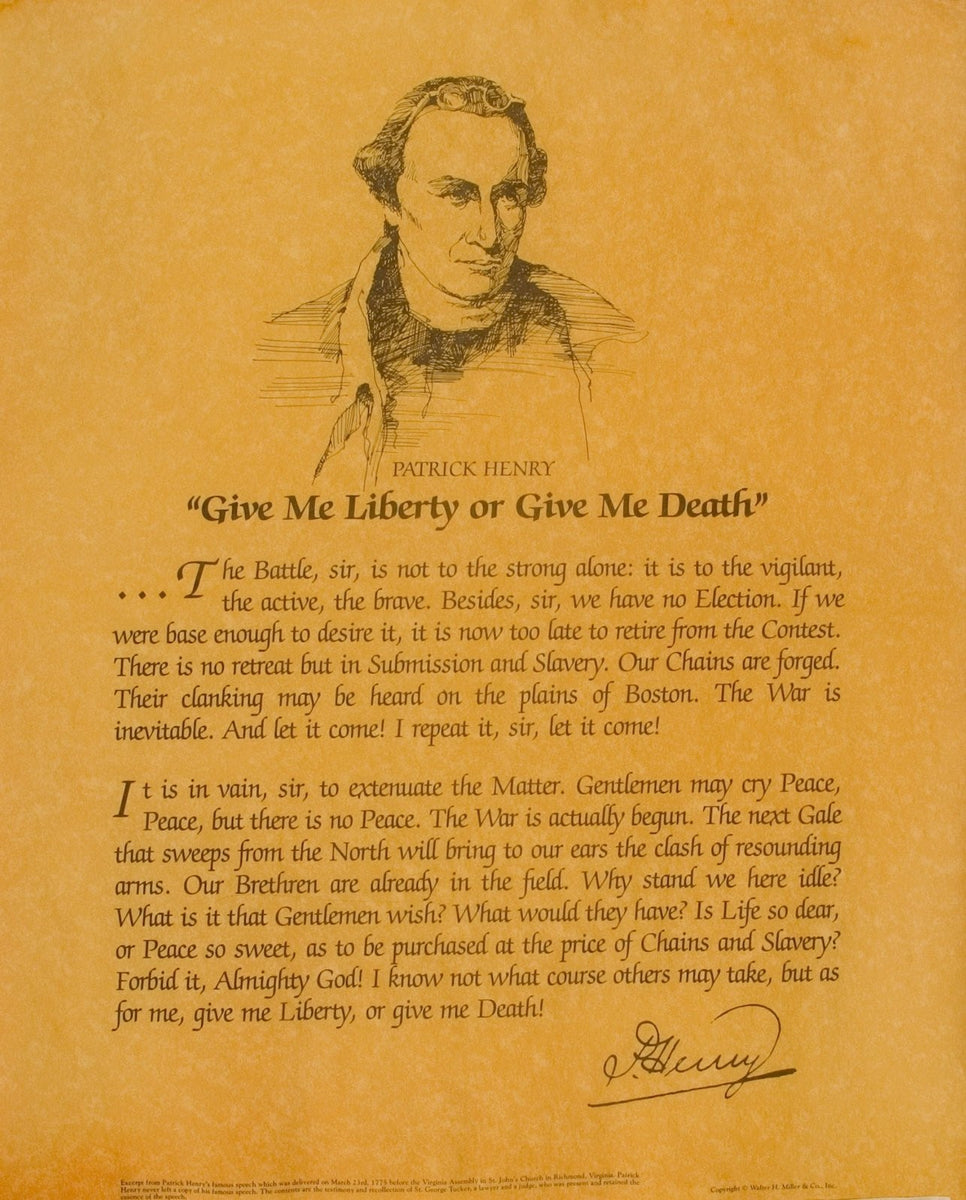 PATRICK HENRY
“Give Me Liberty or Give Me Death”
...The Battle, sir, is not to the strong alone: it is to the vigilant,
the active, the brave. Besides, sir, we have no Election. If we
were base enough to desire it, it is now too late to retire from the Contest.
There is no retreat but in Submission and Slavery. Our Chains are forged.
Their clanking may be heard on the plains of Boston. The War is
inevitable. And let it come! I repeat it, sir, let it come!
It is in vain, sir, to extenuate the Matter. Gentlemen may cry Peace,
Peace, but there is no Peace. The War is actually begun. The next Gale
that sweeps from the North will bring to our ears the clash of resounding
arms. Our Brethren are already in the field. Why stand we here idle?
What is it that Gentlemen wish? What would they have? Is Life so dear,
or Peace so sweet, as to be purchased at the price of Chains and Slavery?
Forbid it, Almighty God! I know not what course others may take, but as
for me, give me Liberty, or give me Death!
P. Henry
Excerpt from Patrick Henry's famous speech which was delivered on March 23rd, 1775 before the Virginia Assembly in St. John's Church in Richmond, Virginia. Patrick
Henry never left a copy of his famous speech. The contents are the testimony and recollection of St. George Tucker, a lawyer and a judge, who was present and retained the
essence of the speech.
Copyright © Walter H. Miller & Co., Inc.